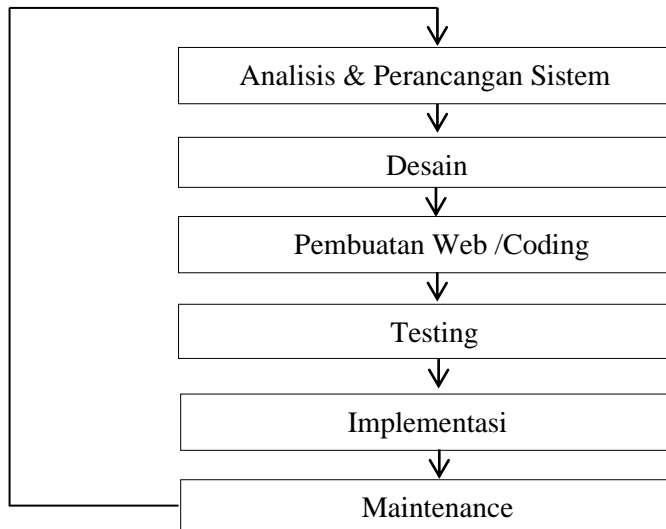 Analisis & Perancangan Sistem
Desain
Pembuatan Web /Coding
Testing
Implementasi
Maintenance